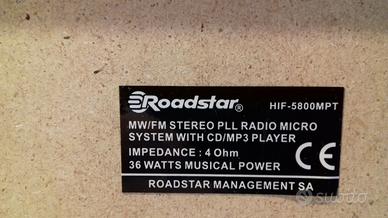 Roadstar® HIF-5800MPT
MW/FM STEREO PLL RADIO MICRO
SYSTEM WITH CD/MP3 PLAYER
IMPEDANCE : 4 Ohm
36 WATTS MUSICAL POWER
CE
ROADSTAR MANAGEMENT SA
subito